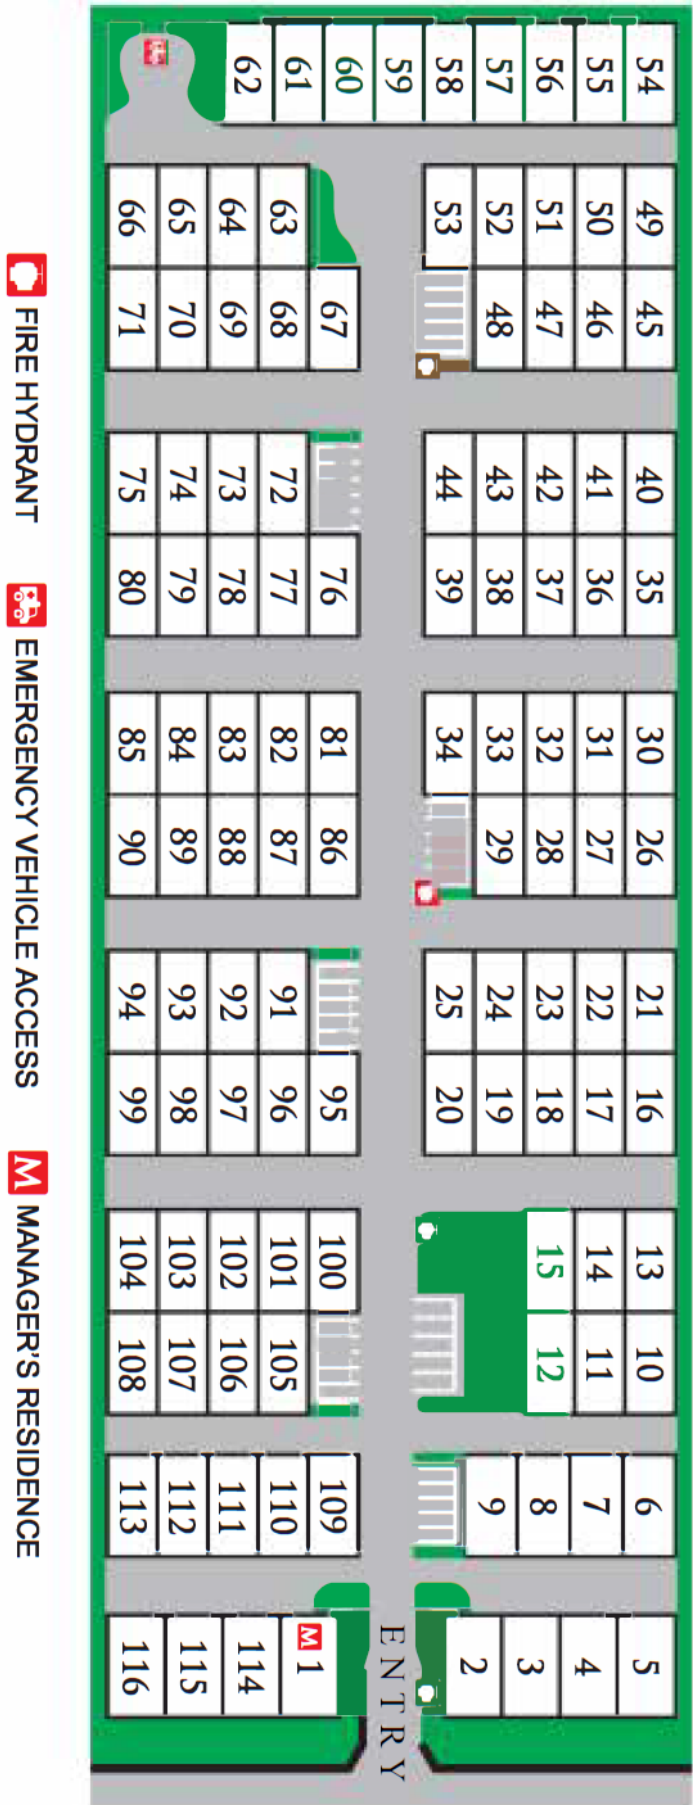 54 49 45 40 35 30 26 21 16 13 10 6 5
55 50 46 41 36 31 27 22 17 14 11 7 4
56 51 47 42 37 32 28 23 18 15 12 8 3
57 52 48 43 38 33 29 24 19 9 2
58 53 44 39 34 25 20
59 ENTRY
60 67 76 81 86 95 100 109
61 63 68 72 77 82 87 91 96 101 105 110 M 1
62 64 69 73 78 83 88 92 97 102 106 111 114
65 70 74 79 84 89 93 98 103 107 112 115
66 71 75 80 85 90 94 99 104 108 113 116
FIRE HYDRANT EMERGENCY VEHICLE ACCESS M MANAGER'S RESIDENCE